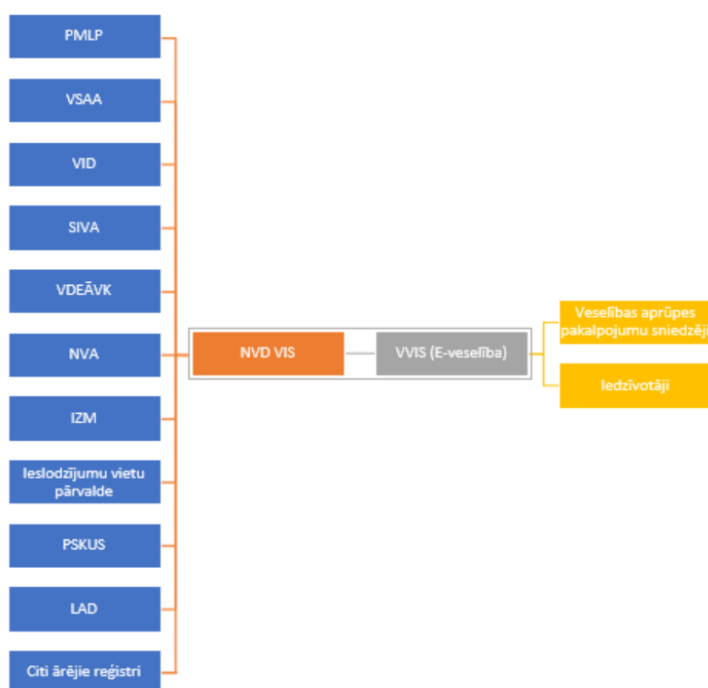 PMLP
VSAA
VID
SIVA
VDEĀVK
NVA
IZM
Ieslodzījumu vietu
pārvalde
PSKUS
LAD
Citi ārējie reģistri
NVD VIS
VVIS (E-veselība)
Veselības aprūpes
pakalpojumu sniedzēji
Iedzīvotāji